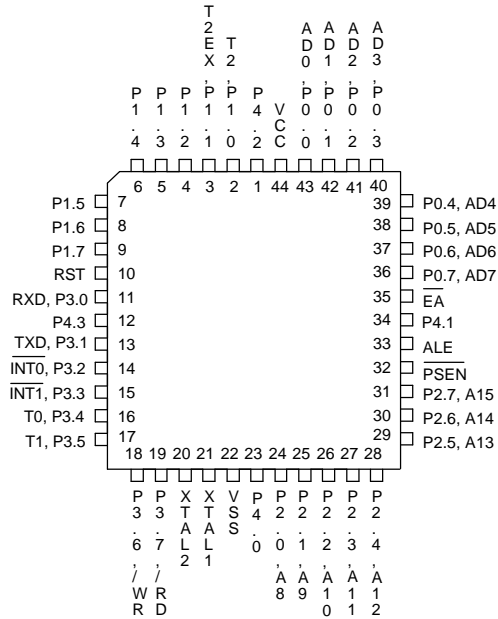 T2EX,P1.1
T2,P1.0
AD0,P0.0
AD1,P0.1
AD2,P0.2
AD3,P0.3
P1.4
P1.3
P1.2
P4.2
VCC
6 5 4 3 2 1 44 43 42 41 40
P1.5 7
P1.6 8
P1.7 9
RST 10
RXD, P3.0 11
P4.3 12
TXD, P3.1 13
INT0, P3.2 14
INT1, P3.3 15
T0, P3.4 16
T1, P3.5 17
39 P0.4, AD4
38 P0.5, AD5
37 P0.6, AD6
36 P0.7, AD7
35 EA
34 P4.1
33 ALE
32 PSEN
31 P2.7, A15
30 P2.6, A14
29 P2.5, A13
18 19 20 21 22 23 24 25 26 27 28
P3.6,/WR
P3.7,/RD
XTAL2
XTAL1
VSS
P4.0
P2.0,A8
P2.1,A9
P2.2,A10
P2.3,A11
P2.4,A12